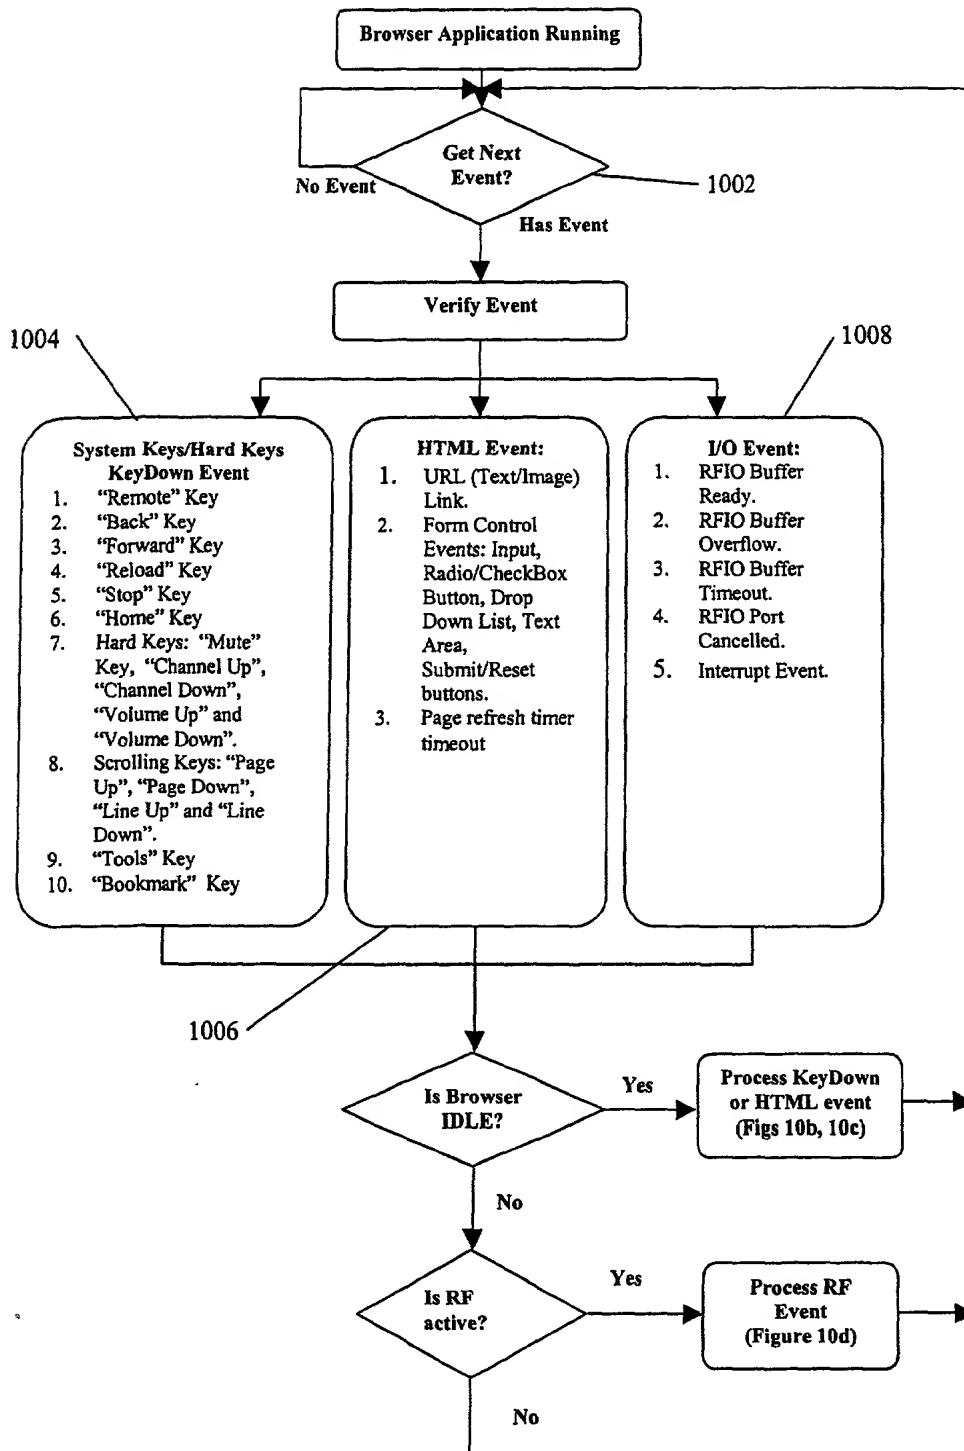 Browser Application Running
Get Next
Event?
No Event
1002
Has Event
Verify Event
1004
1008
System Keys/Hard Keys
KeyDown Event
1. “Remote” Key
2. “Back” Key
3. “Forward” Key
4. “Reload” Key
5. “Stop” Key
6. “Home” Key
7. Hard Keys: “Mute”
Key, “Channel Up”,
“Channel Down”,
“Volume Up” and
“Volume Down”.
8. Scrolling Keys: “Page
Up”, “Page Down”,
“Line Up” and “Line
Down”.
9. “Tools” Key
10. “Bookmark” Key
HTML Event:
1. URL (Text/Image)
Link.
2. Form Control
Events: Input,
Radio/CheckBox
Button, Drop
Down List, Text
Area,
Submit/Reset
buttons.
3. Page refresh timer
timeout
I/O Event:
1. RFIO Buffer
Ready.
2. RFIO Buffer
Overflow.
3. RFIO Buffer
Timeout.
4. RFIO Port
Cancelled.
5. Interrupt Event.
1006
Is Browser
IDLE?
Yes
Process KeyDown
or HTML event
(Figs 10b, 10c)
No
Is RF
active?
Yes
Process RF
Event
(Figure 10d)
No